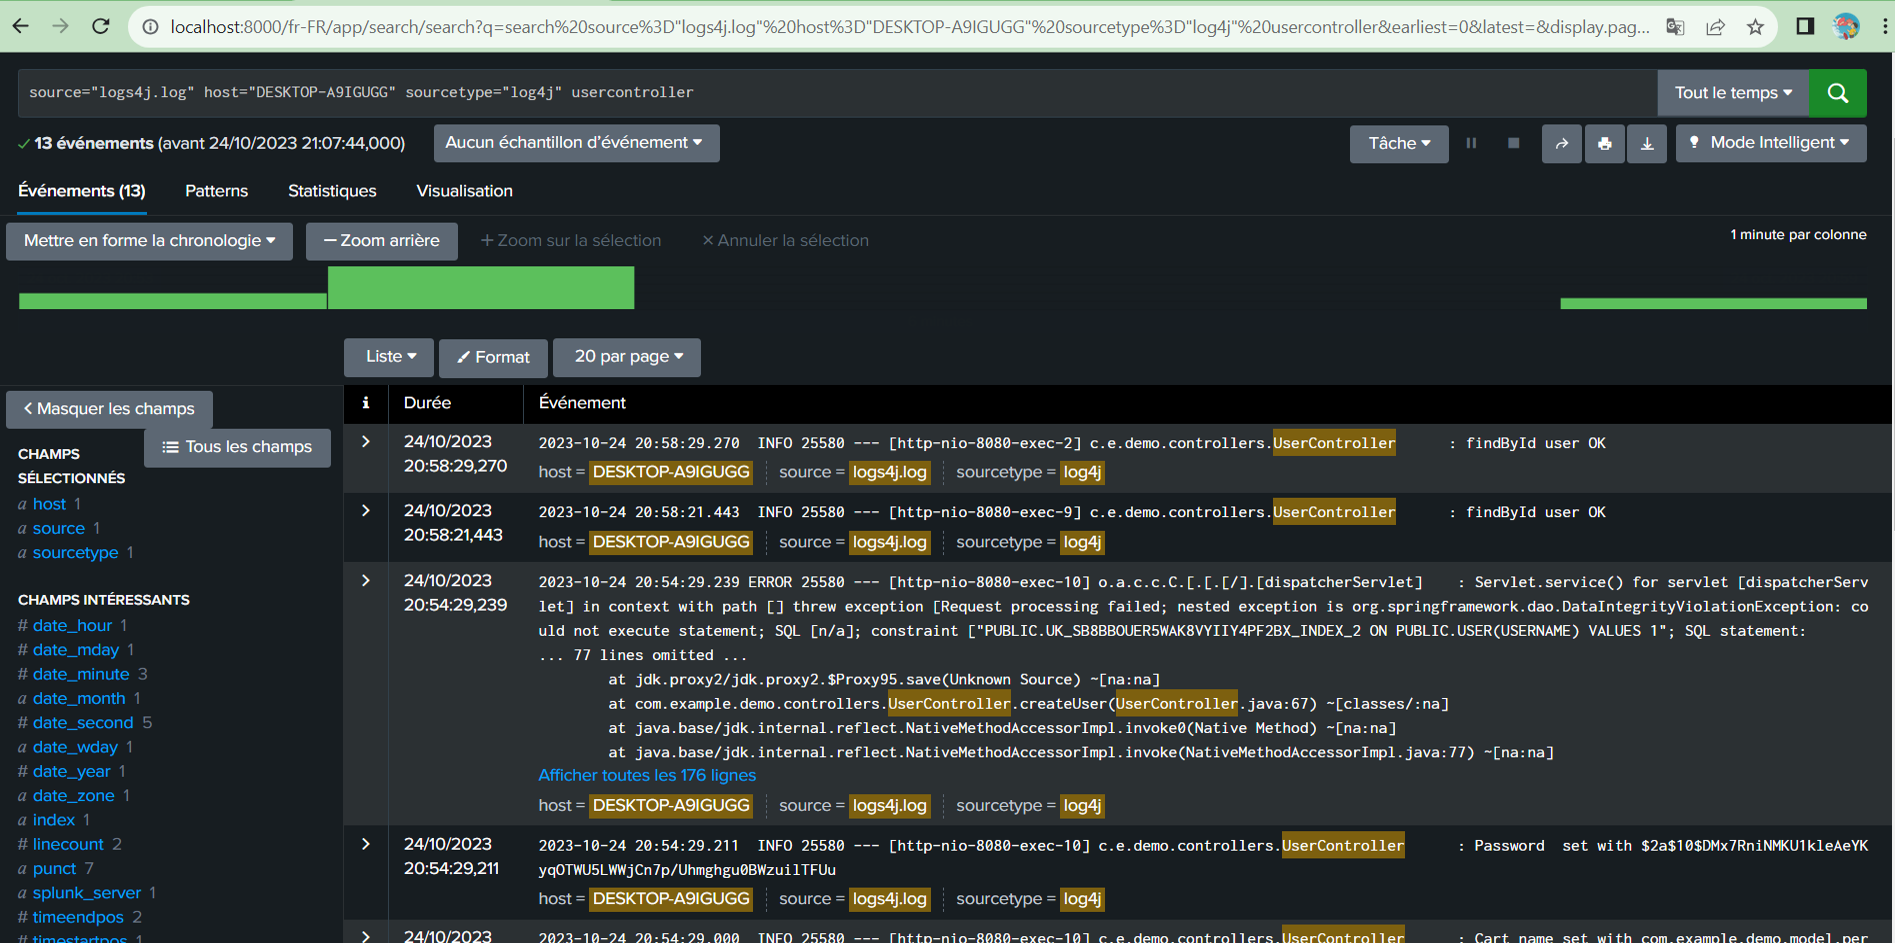 localhost:8000/fr-FR/app/search/search?q=search%20source%3D"logs4j.log"%20host%3D"DESKTOP-A9IGUGG"%20sourcetype%3D"log4j"%20usercontroller&earliest=0&latest=&display.pag...
source="logs4j.log" host="DESKTOP-A9IGUGG" sourcetype="log4j" usercontroller
Tout le temps
13 événements (avant 24/10/2023 21:07:44,000)
Aucun échantillon d’événement
Tâche
Mode Intelligent
Événements (13)
Patterns
Statistiques
Visualisation
Mettre en forme la chronologie
— Zoom arrière
+ Zoom sur la sélection
× Annuler la sélection
1 minute par colonne
Liste
Format
20 par page
< Masquer les champs
Tous les champs
CHAMPS
SÉLECTIONNÉS
a host 1
a source 1
a sourcetype 1
CHAMPS INTÉRESSANTS
# date_hour 1
# date_mday 1
# date_minute 3
a date_month 1
# date_second 5
a date_wday 1
# date_year 1
a date_zone 1
a index 1
# linecount 2
a punct 7
a splunk_server 1
# timeendpos 2
# timestartpos 1
i
Durée
Événement
24/10/2023
20:58:29,270
2023-10-24 20:58:29.270  INFO 25580 --- [http-nio-8080-exec-2] c.e.demo.controllers.UserController      : findById user OK
host = DESKTOP-A9IGUGG source = logs4j.log sourcetype = log4j
24/10/2023
20:58:21,443
2023-10-24 20:58:21.443  INFO 25580 --- [http-nio-8080-exec-9] c.e.demo.controllers.UserController      : findById user OK
host = DESKTOP-A9IGUGG source = logs4j.log sourcetype = log4j
24/10/2023
20:54:29,239
2023-10-24 20:54:29.239 ERROR 25580 --- [http-nio-8080-exec-10] o.a.c.c.C.[.[.[/].[dispatcherServlet]    : Servlet.service() for servlet [dispatcherServ
let] in context with path [] threw exception [Request processing failed; nested exception is org.springframework.dao.DataIntegrityViolationException: co
uld not execute statement; SQL [n/a]; constraint ["PUBLIC.UK_SB8BBOUER5WAK8VYIIY4PF2BX_INDEX_2 ON PUBLIC.USER(USERNAME) VALUES 1"; SQL statement:
... 77 lines omitted ...
at jdk.proxy2/jdk.proxy2.$Proxy95.save(Unknown Source) ~[na:na]
at com.example.demo.controllers.UserController.createUser(UserController.java:67) ~[classes/:na]
at java.base/jdk.internal.reflect.NativeMethodAccessorImpl.invoke0(Native Method) ~[na:na]
at java.base/jdk.internal.reflect.NativeMethodAccessorImpl.invoke(NativeMethodAccessorImpl.java:77) ~[na:na]
Afficher toutes les 176 lignes
host = DESKTOP-A9IGUGG source = logs4j.log sourcetype = log4j
24/10/2023
20:54:29,211
2023-10-24 20:54:29.211  INFO 25580 --- [http-nio-8080-exec-10] c.e.demo.controllers.UserController      : Password  set with $2a$10$DMx7RniNMKU1kleAeYK
yqOTWU5LWWjCn7p/Uhmghgu0BWzuilTFUu
host = DESKTOP-A9IGUGG source = logs4j.log sourcetype = log4j
24/10/2023
2023-10-24 20:54:29.000  INFO 25580 --- [http-nio-8080-exec-10] c.e.demo.controllers.UserController      : Cart name set with com.example.demo.model.per